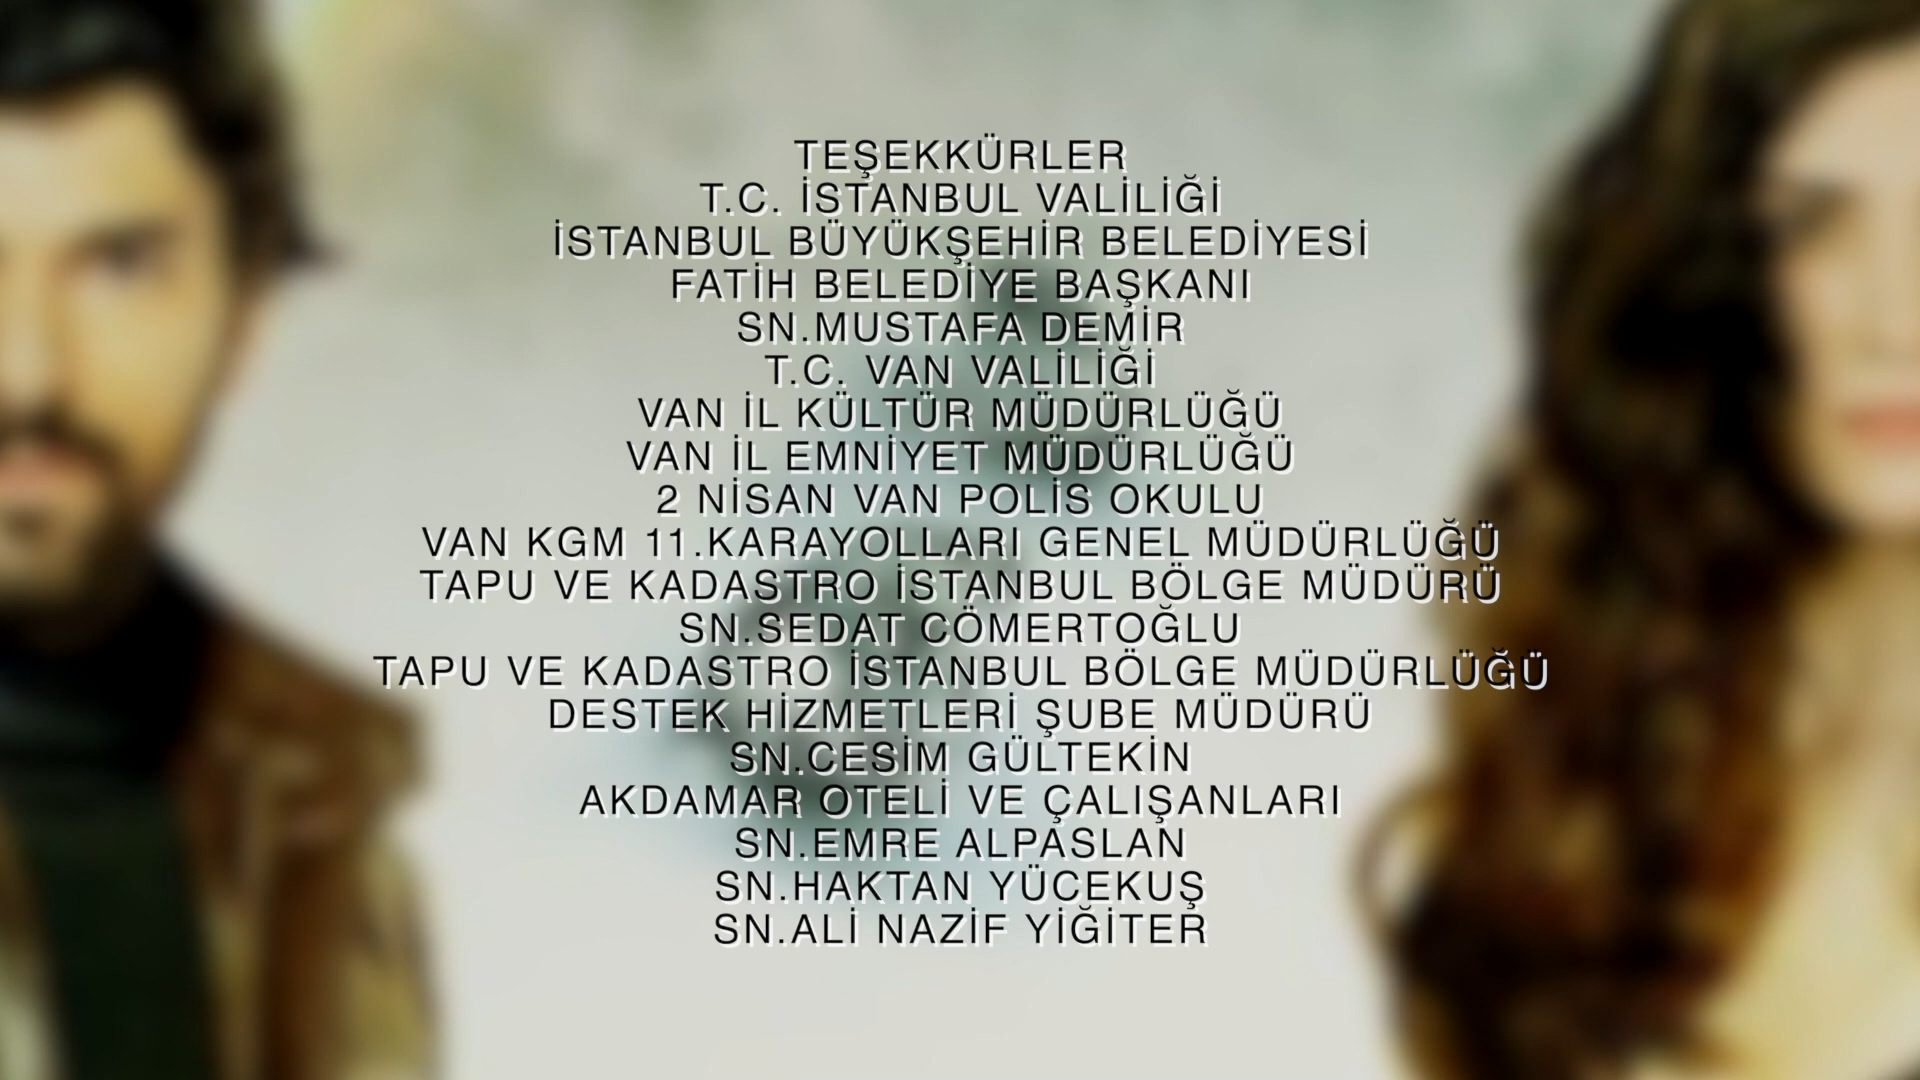 TEŞEKKÜRLER
T.C. İSTANBUL VALİLİĞİ
İSTANBUL BÜYÜKŞEHİR BELEDİYESİ
FATİH BELEDİYE BAŞKANI
SN.MUSTAFA DEMİR
T.C. VAN VALİLİĞİ
VAN İL KÜLTÜR MÜDÜRLÜĞÜ
VAN İL EMNİYET MÜDÜRLÜĞÜ
2 NİSAN VAN POLİS OKULU
VAN KGM 11.KARAYOLLARI GENEL MÜDÜRLÜĞÜ
TAPU VE KADASTRO İSTANBUL BÖLGE MÜDÜRÜ
SN.SEDAT CÖMERTOĞLU
TAPU VE KADASTRO İSTANBUL BÖLGE MÜDÜRLÜĞÜ
DESTEK HİZMETLERİ ŞUBE MÜDÜRÜ
SN.CESİM GÜLTEKİN
AKDAMAR OTELİ VE ÇALIŞANLARI
SN.EMRE ALPASLAN
SN.HAKTAN YÜCEKUŞ
SN.ALİ NAZİF YİĞİTER